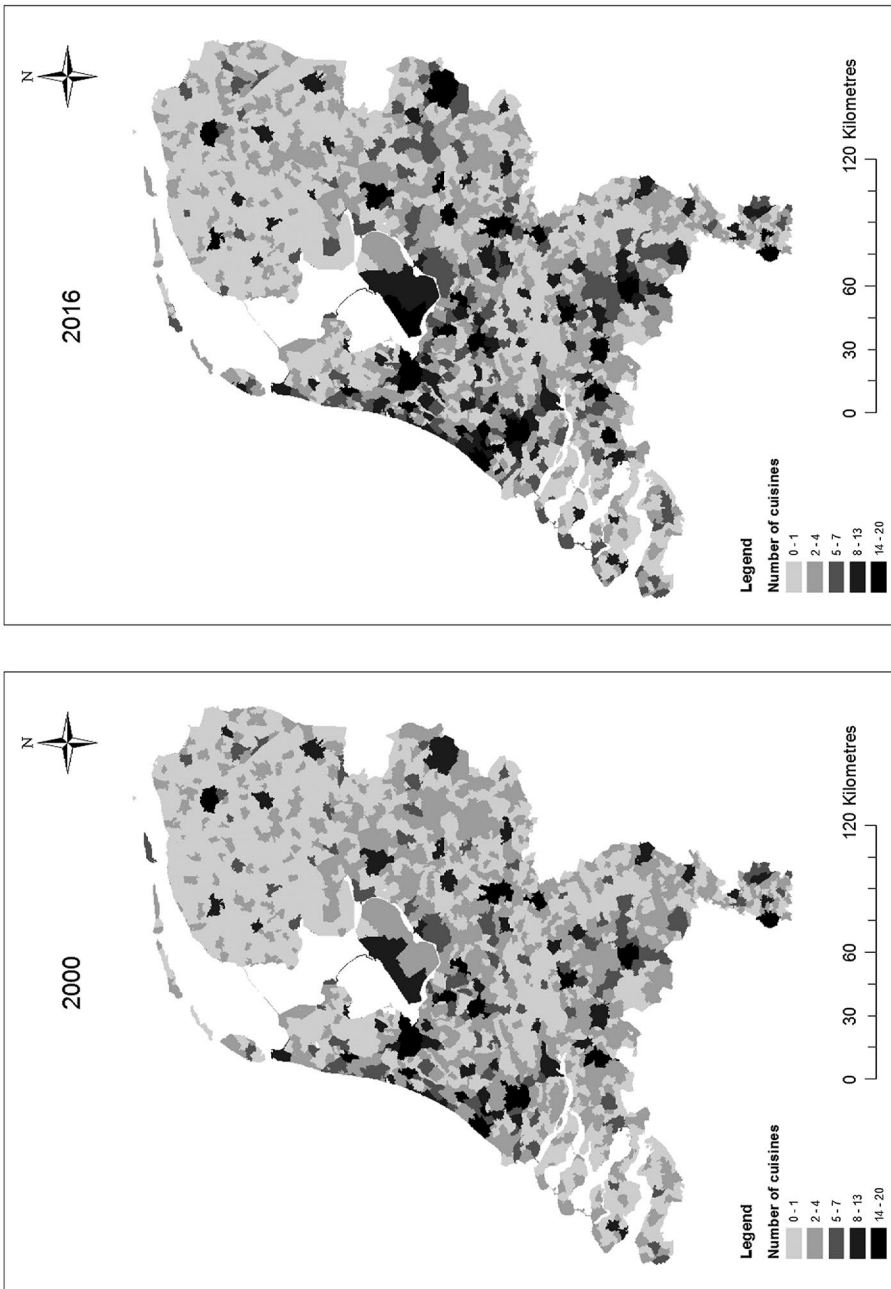 2016
N
Legend
Number of cuisines
0 - 1
2 - 4
5 - 7
8 - 13
14 - 20
0 30 60 120 Kilometres
2000
N
Legend
Number of cuisines
0 - 1
2 - 4
5 - 7
8 - 13
14 - 20
0 30 60 120 Kilometres